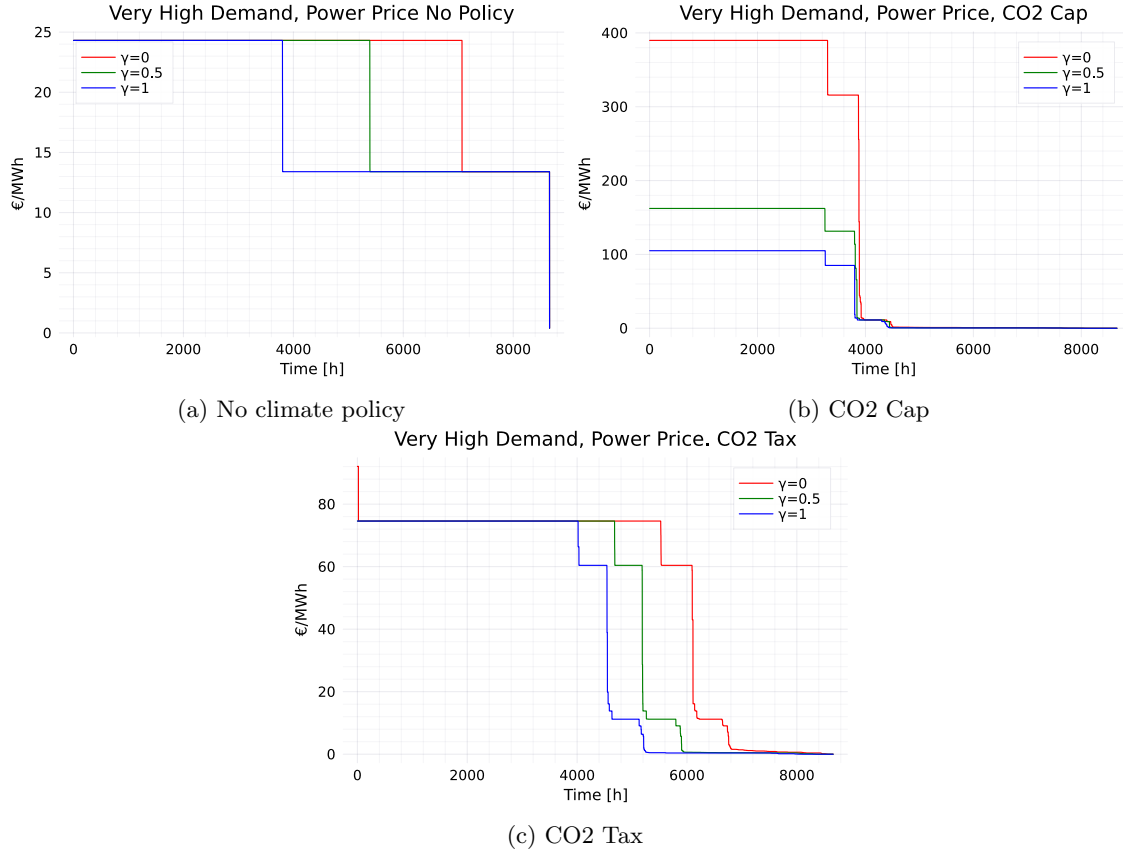 Very High Demand, Power Price No Policy
25
20
15
10
5
0
€/MWh
γ=0
γ=0.5
γ=1
0 2000 4000 6000 8000
Time [h]
(a) No climate policy
Very High Demand, Power Price, CO2 Cap
400
300
200
100
0
€/MWh
γ=0
γ=0.5
γ=1
0 2000 4000 6000 8000
Time [h]
(b) CO2 Cap
Very High Demand, Power Price. CO2 Tax
80
60
40
20
0
€/MWh
γ=0
γ=0.5
γ=1
0 2000 4000 6000 8000
Time [h]
(c) CO2 Tax